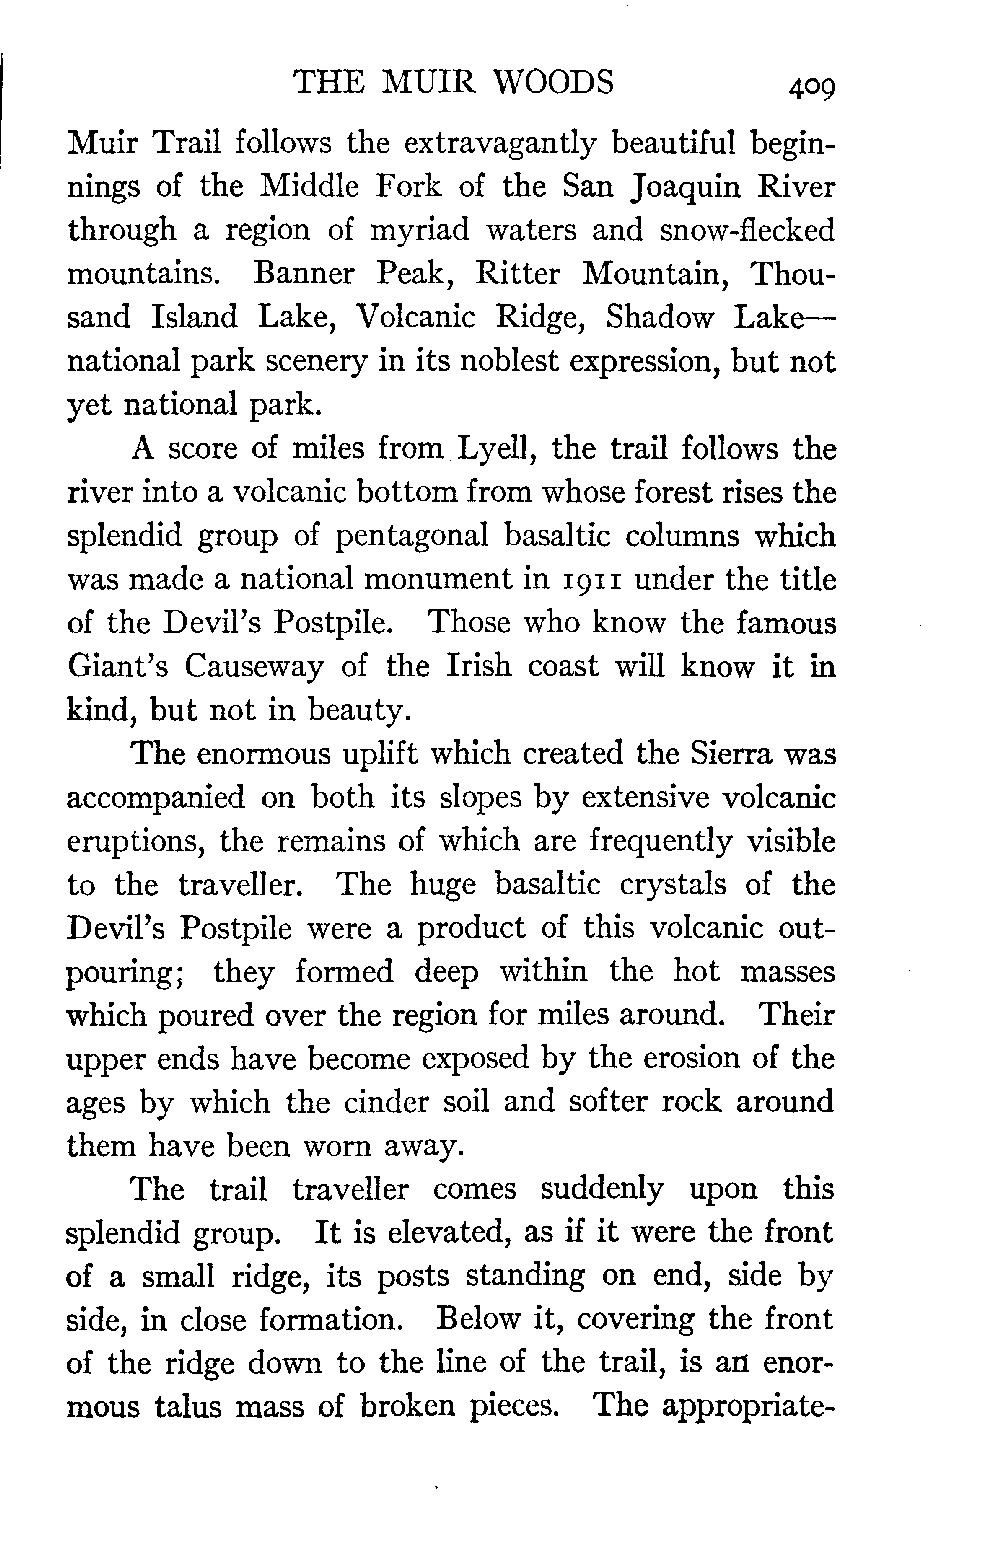 THE MUIR WOODS 409
Muir Trail follows the extravagantly beautiful begin-
nings of the Middle Fork of the San Joaquin River
through a region of myriad waters and snow-flecked
mountains. Banner Peak, Ritter Mountain, Thou-
sand Island Lake, Volcanic Ridge, Shadow Lake—
national park scenery in its noblest expression, but not
yet national park.
A score of miles from Lyell, the trail follows the
river into a volcanic bottom from whose forest rises the
splendid group of pentagonal basaltic columns which
was made a national monument in 1911 under the title
of the Devil's Postpile. Those who know the famous
Giant's Causeway of the Irish coast will know it in
kind, but not in beauty.
The enormous uplift which created the Sierra was
accompanied on both its slopes by extensive volcanic
eruptions, the remains of which are frequently visible
to the traveller. The huge basaltic crystals of the
Devil's Postpile were a product of this volcanic out-
pouring; they formed deep within the hot masses
which poured over the region for miles around. Their
upper ends have become exposed by the erosion of the
ages by which the cinder soil and softer rock around
them have been worn away.
The trail traveller comes suddenly upon this
splendid group. It is elevated, as if it were the front
of a small ridge, its posts standing on end, side by
side, in close formation. Below it, covering the front
of the ridge down to the line of the trail, is an enor-
mous talus mass of broken pieces. The appropriate-